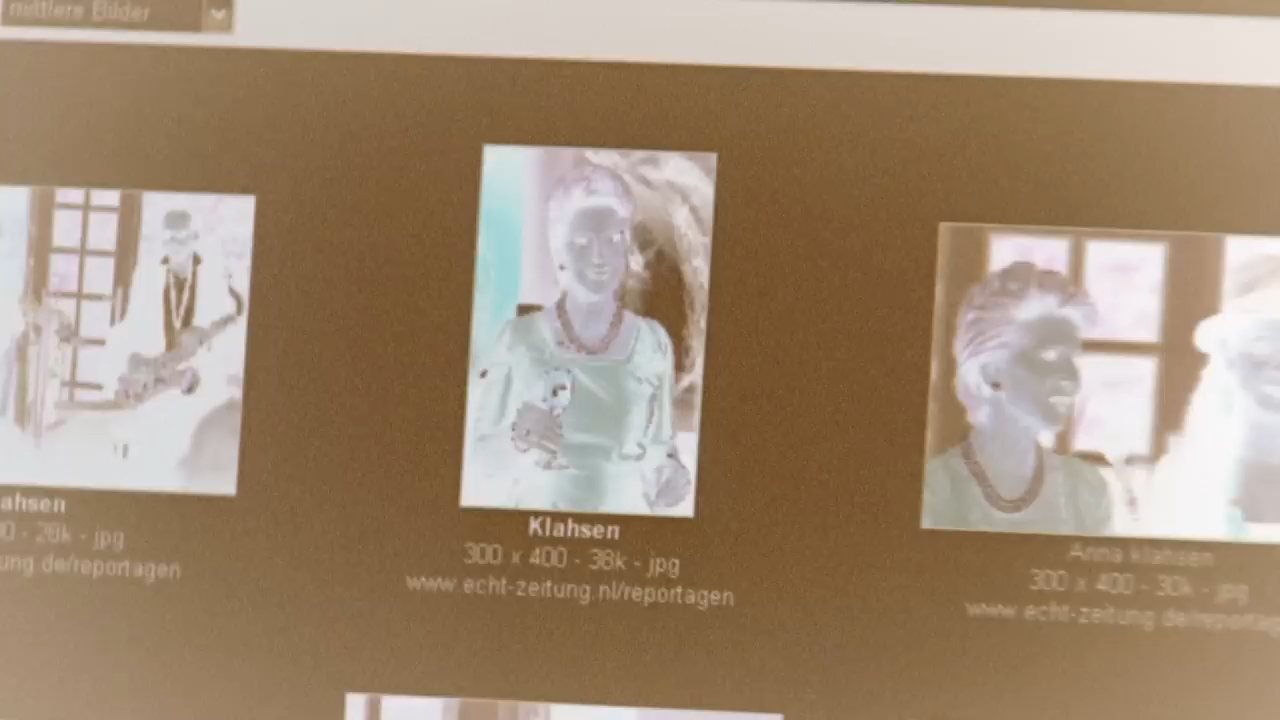 mittlere Bilder
ahsen
0 - 28k - jpg
ung.de/reportagen
Klahsen
300 x 400 - 38k - jpg
www.echt-zeitung.nl/reportagen
Anna klahsen
300 x 400 - 30k - jpg
www.echt-zeitung.de/reportag